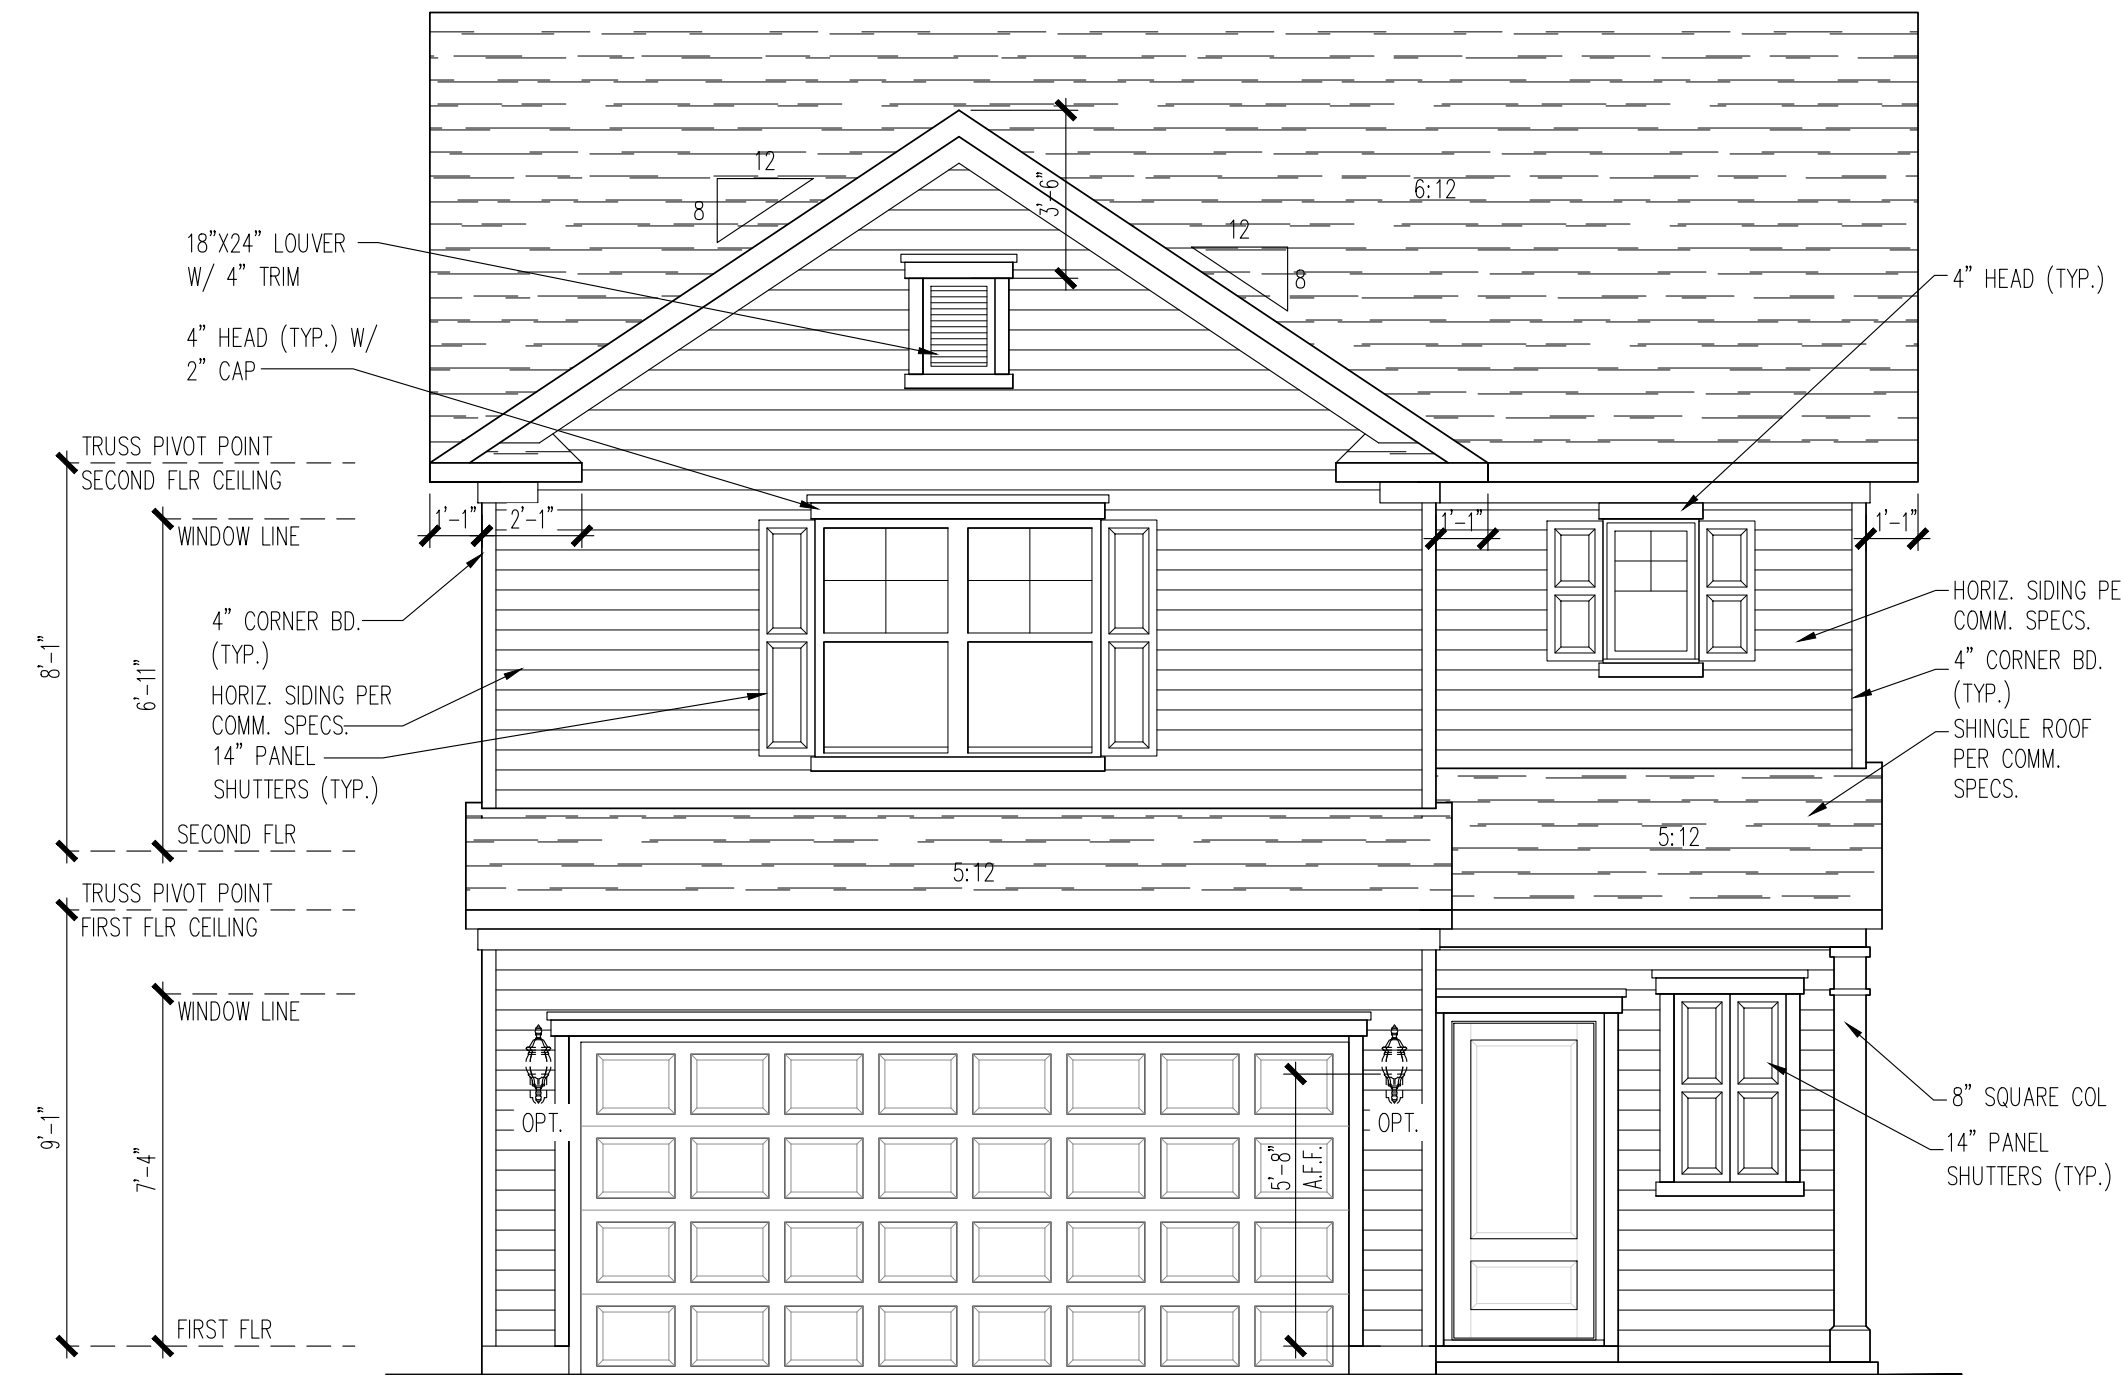 12
8
3'-6"
6:12
12
8
18"X24" LOUVER
W/ 4" TRIM
4" HEAD (TYP.) W/
2" CAP
4" HEAD (TYP.)
TRUSS PIVOT POINT
SECOND FLR CEILING
WINDOW LINE
1'-1"
2'-1"
1'-1"
1'-1"
4" CORNER BD.
(TYP.)
HORIZ. SIDING PER
COMM. SPECS.
14" PANEL
SHUTTERS (TYP.)
8'-1"
6'-11"
SECOND FLR
HORIZ. SIDING PE
COMM. SPECS.
4" CORNER BD.
(TYP.)
SHINGLE ROOF
PER COMM.
SPECS.
5:12
5:12
TRUSS PIVOT POINT
FIRST FLR CEILING
WINDOW LINE
9'-1"
7'-4"
FIRST FLR
OPT.
OPT.
5'-8"
A.F.F.
8" SQUARE COL
14" PANEL
SHUTTERS (TYP.)